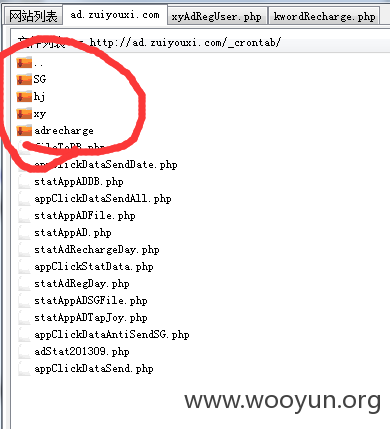 网站列表 ad.zuiyouxi.com xyAdRegUser.php kwordRecharge.php
文件列表 - http://ad.zuiyouxi.com/_crontab/
..
SG
hj
xy
adrecharge
fileToDB.php
appClickDataSendDate.php
statAppADDB.php
appClickDataSendAll.php
statAppADFile.php
statAppAD.php
statAdRechargeDay.php
appClickStatData.php
statAdRegDay.php
statAppADSGFile.php
statAppADTapJoy.php
appClickDataAntiSendSG.php
adStat201309.php
appClickDataSend.php
www.wooyun.org